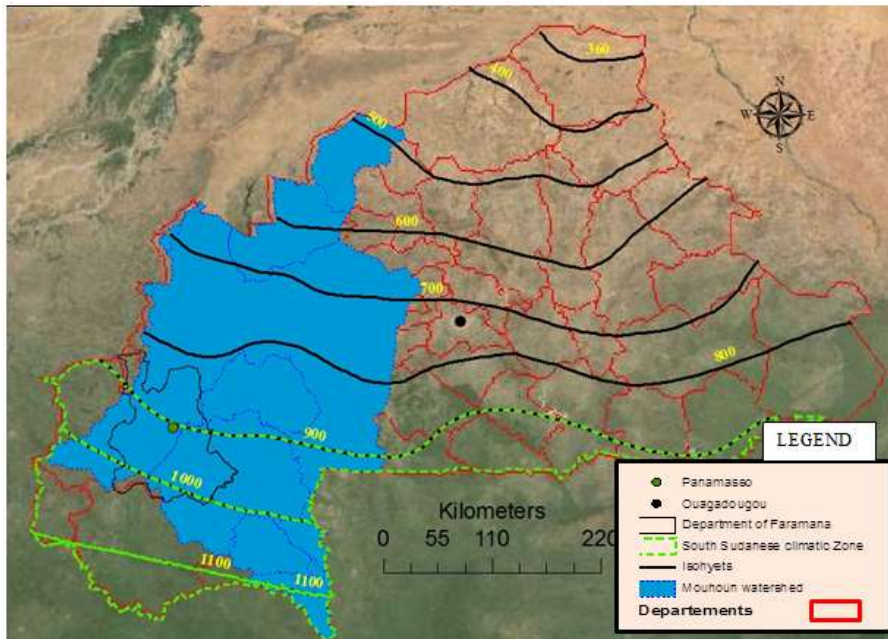 360
400
N
W E
S
500
600
700
800
900
1000
1100
1100
LEGEND
Panamasso
Ouagadougou
Department of Faramana
South Sudanese climatic Zone
Isohyets
Mouhoun watershed
Departements
Kilometers
0 55 110 220